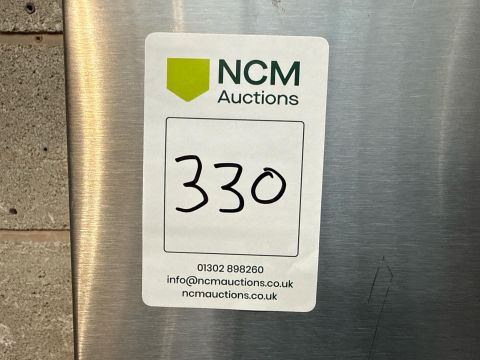 NCM
Auctions
330
01302 898260
info@ncmauctions.co.uk
ncmauctions.co.uk